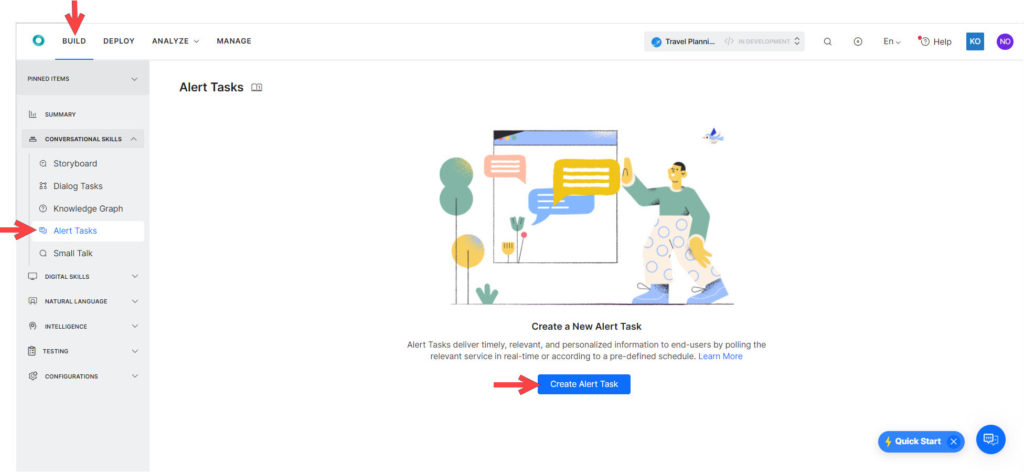 BUILD
DEPLOY
ANALYZE
MANAGE
Travel Planni...
</> IN DEVELOPMENT
En
Help
KO
NO
PINNED ITEMS
SUMMARY
CONVERSATIONAL SKILLS
Storyboard
Dialog Tasks
Knowledge Graph
Alert Tasks
Small Talk
DIGITAL SKILLS
NATURAL LANGUAGE
INTELLIGENCE
TESTING
CONFIGURATIONS
Alert Tasks
Create a New Alert Task
Alert Tasks deliver timely, relevant, and personalized information to end-users by polling the
relevant service in real-time or according to a pre-defined schedule. Learn More
Create Alert Task
Quick Start